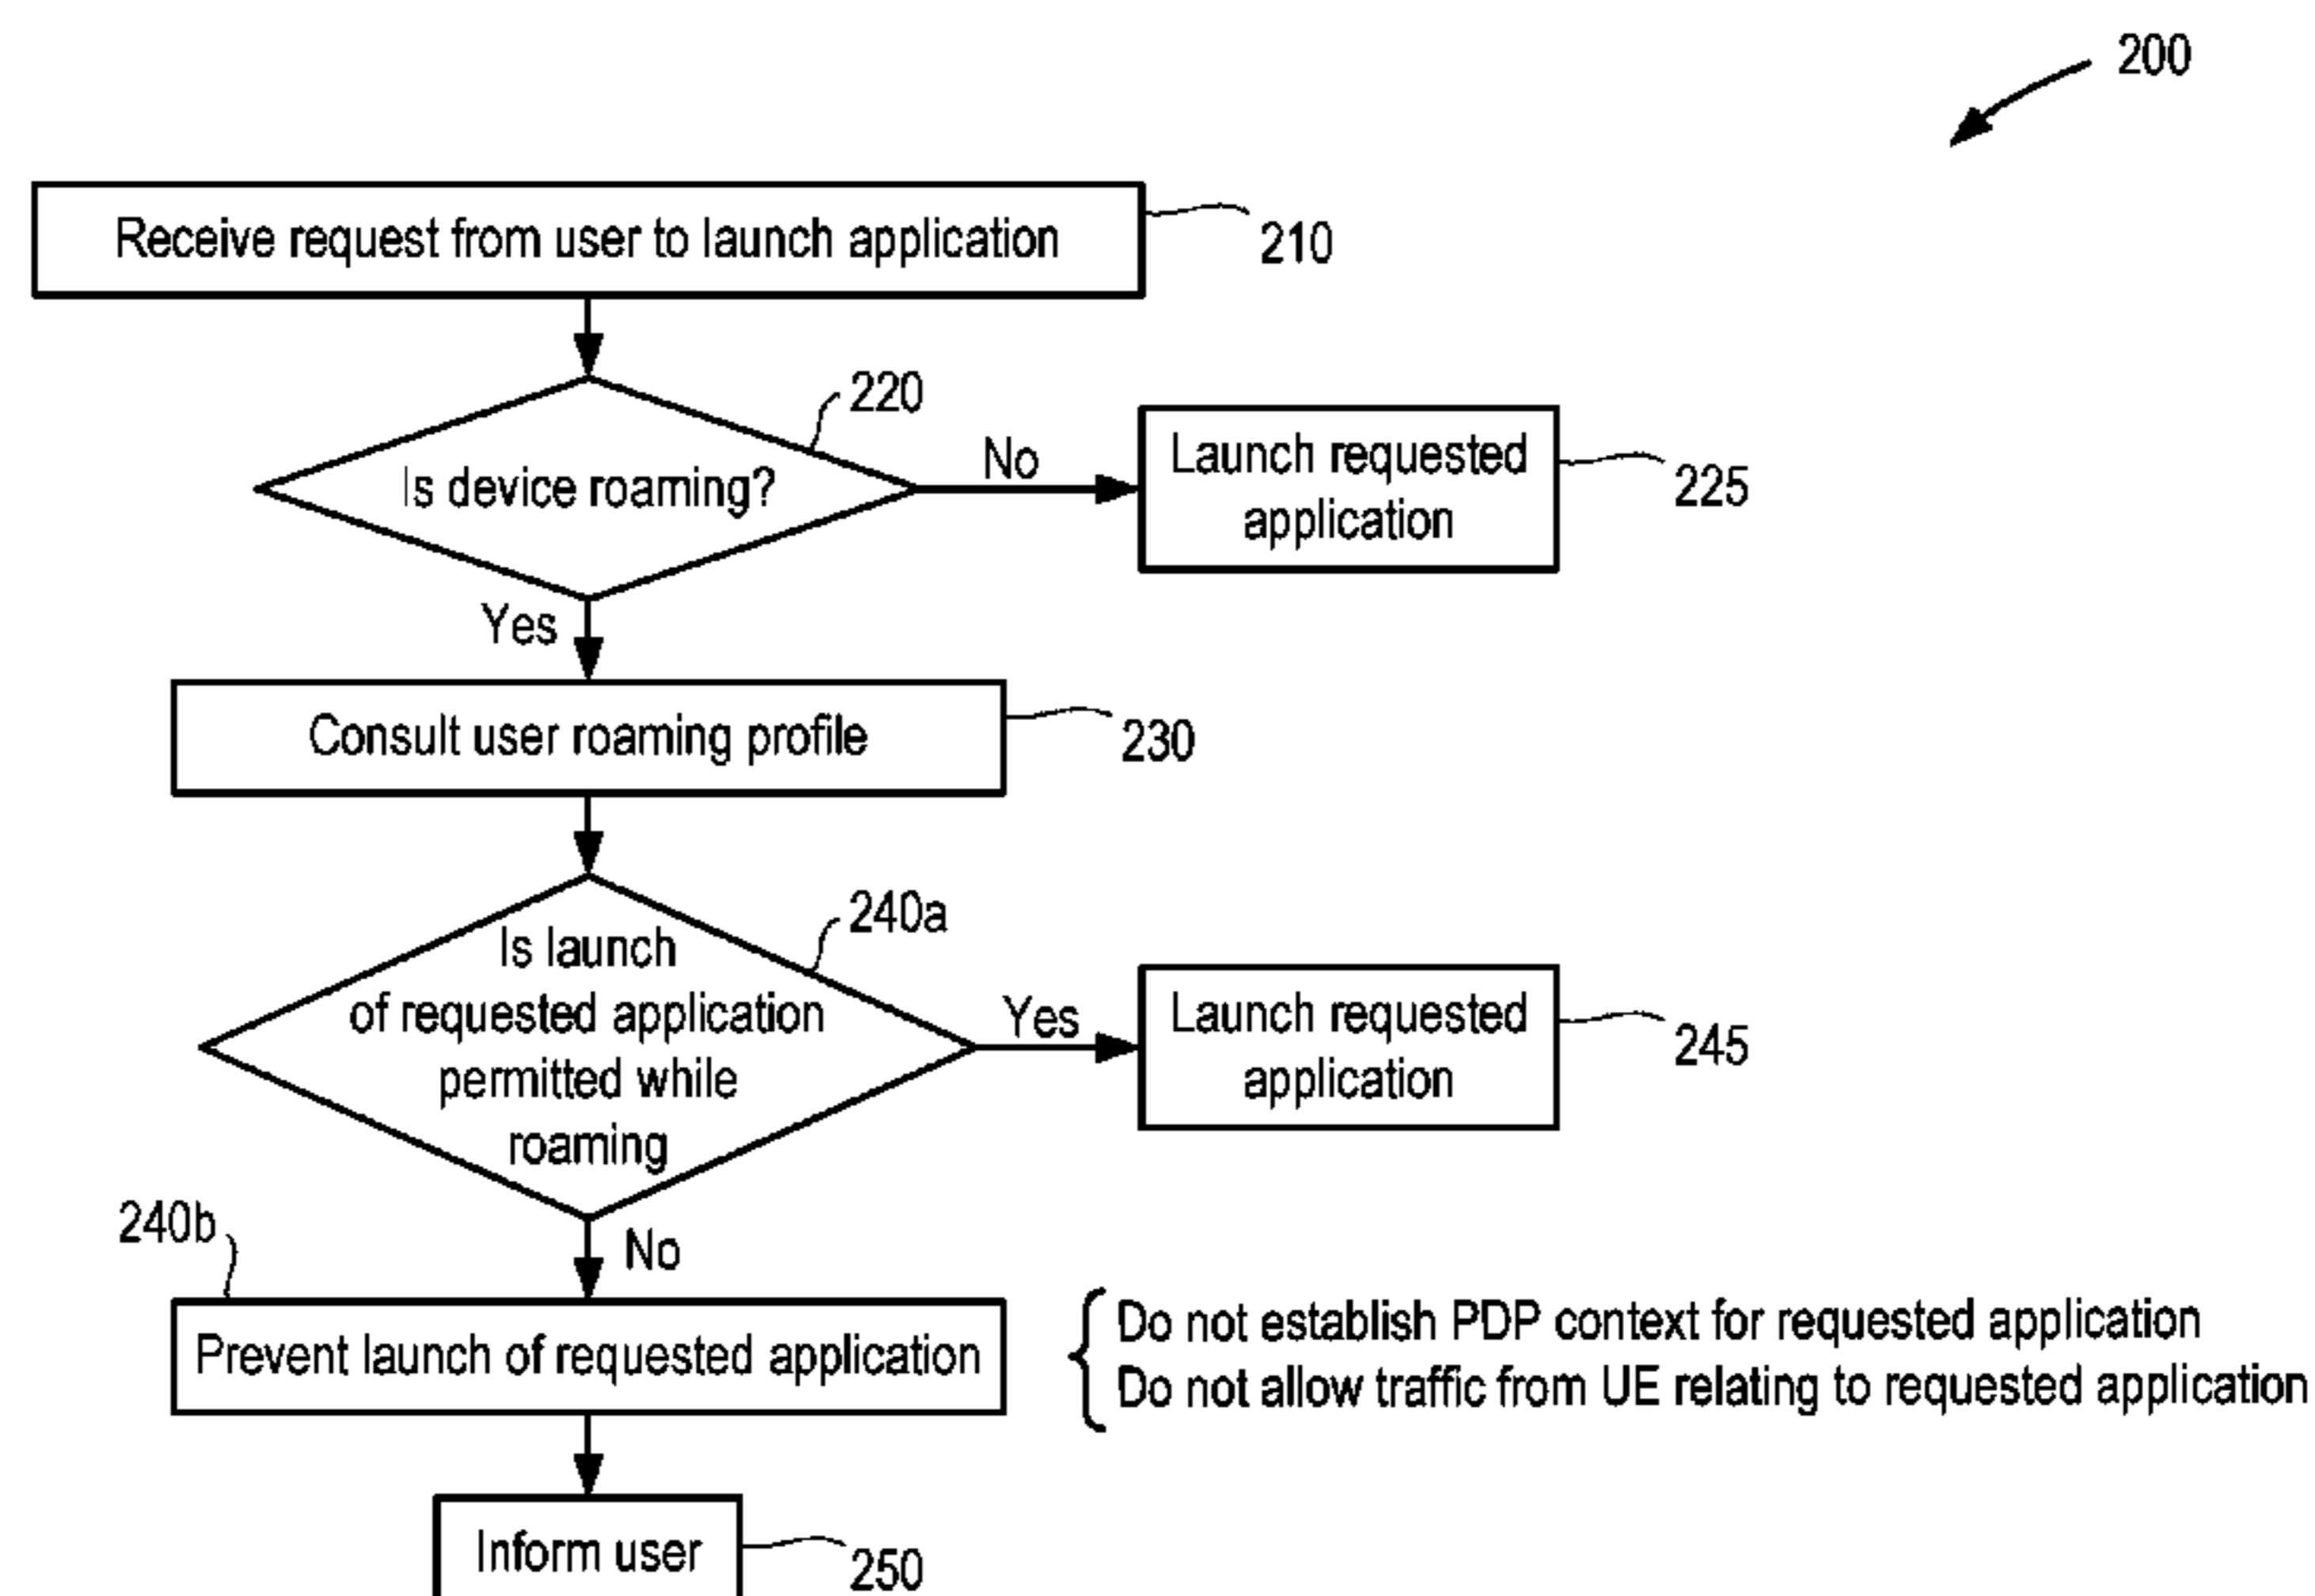 200
Receive request from user to launch application
210
220
Is device roaming?
No
Launch requested
application
225
Yes
Consult user roaming profile
230
240a
Is launch
of requested application
permitted while
roaming
Yes
Launch requested
application
245
240b
No
Prevent launch of requested application
Do not establish PDP context for requested application
Do not allow traffic from UE relating to requested application
Inform user
250